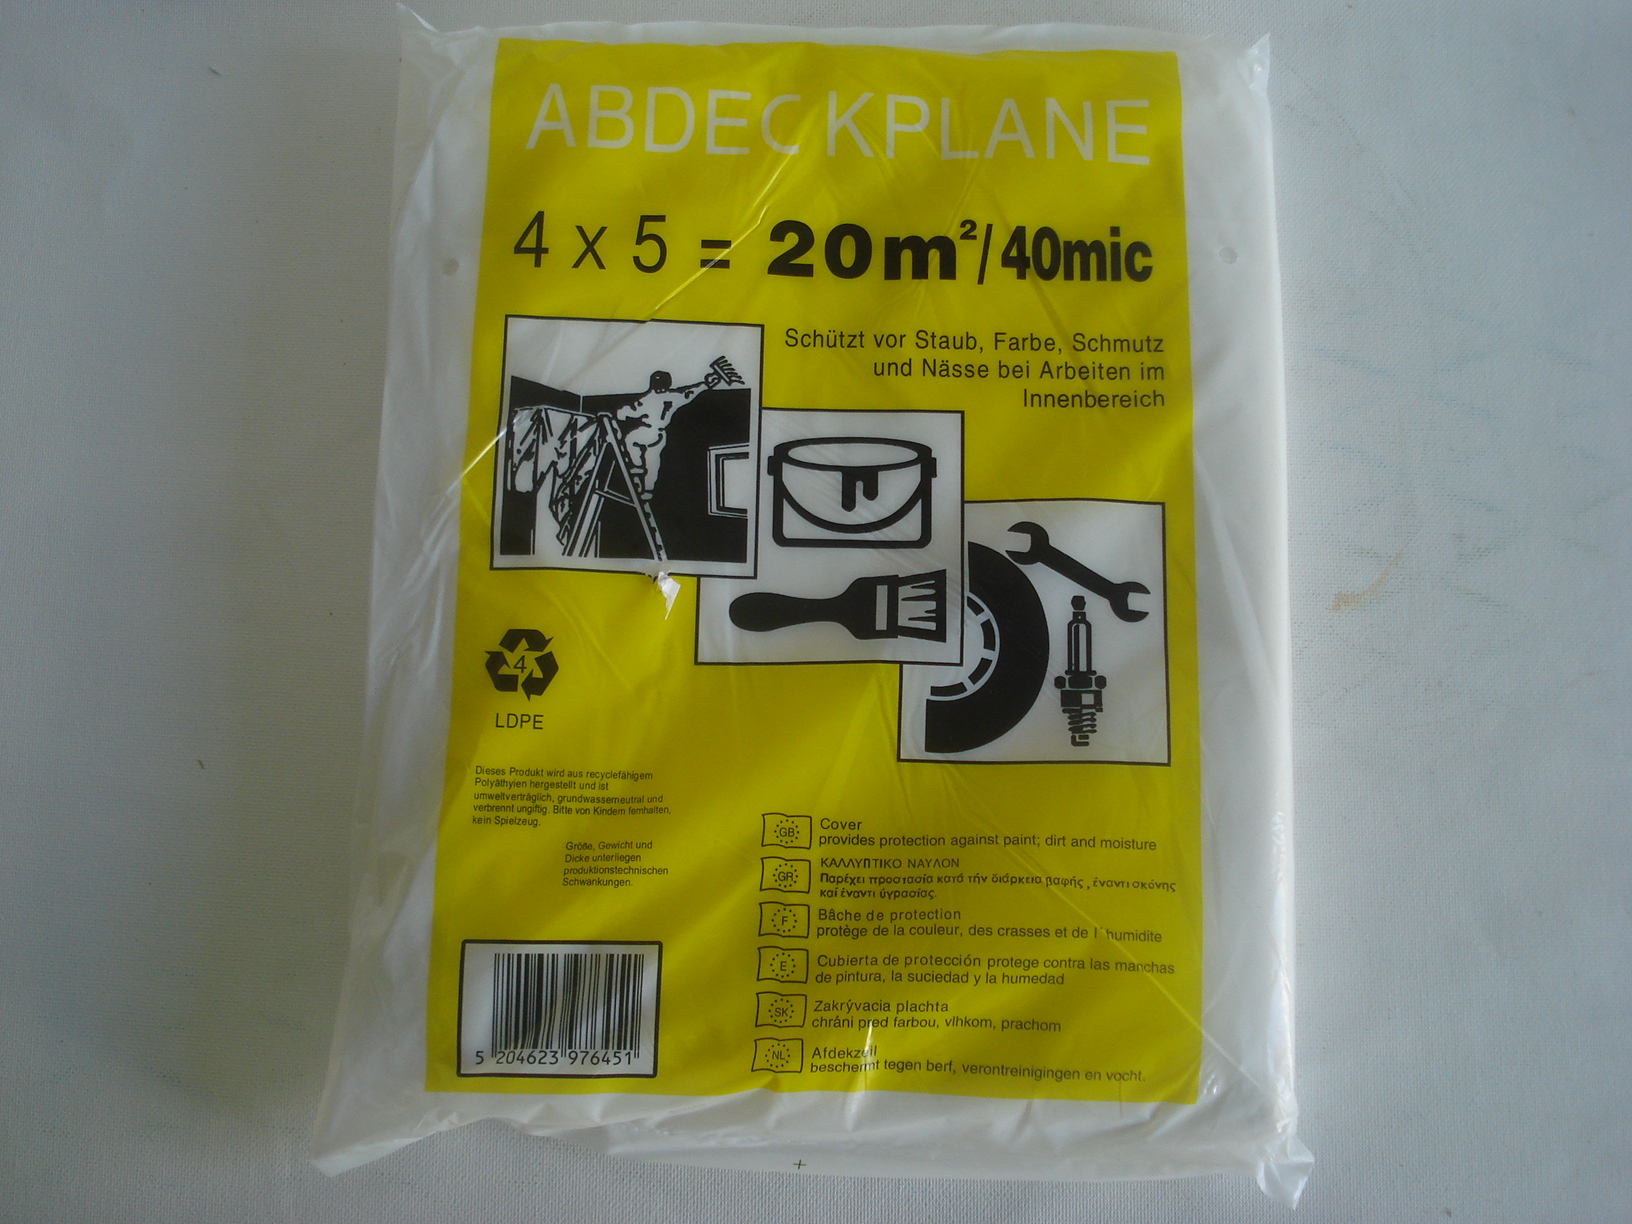 ABDECKPLANE
4 x 5 = 20m²/40mic
Schützt vor Staub, Farbe, Schmutz
und Nässe bei Arbeiten im
Innenbereich
4
LDPE
Dieses Produkt wird aus recyclefähigem
Polyäthylen hergestellt und ist
umweltverträglich, grundwasserneutral und
verbrennt ungiftig. Bitte von Kindern fernhalten,
kein Spielzeug.
Größe, Gewicht und
Dicke unterliegen
produktionstechnischen
Schwankungen.
GB Cover
provides protection against paint; dirt and moisture
GR ΚΑΛΛΥΠΤΙΚΟ ΝΑΥΛΟΝ
Παρέχει προστασία κατά τήν διάρκεια βαφής, έναντι σκόνης
καί έναντι ύγρασίας.
F Bâche de protection
protège de la couleur, des crasses et de l´humidite
E Cubierta de protección protege contra las manchas
de pintura, la suciedad y la humedad
SK Zakrývacia plachta
chráni pred farbou, vlhkom, prachom
NL Afdekzeil
beschermt tegen berf, verontreinigingen en vocht.
5 204623 976451